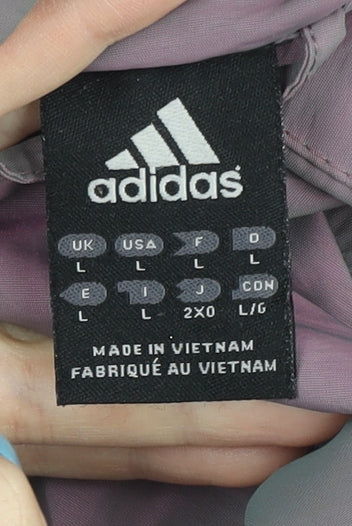 adidas
UK USA F D
L L L L
E I J CDN
L L 2XO L/G
MADE IN VIETNAM
FABRIQUÉ AU VIETNAM